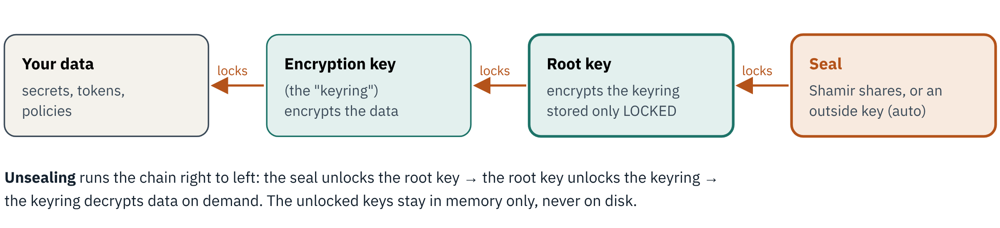 Your data
secrets, tokens,
policies
locks
Encryption key
(the "keyring")
encrypts the data
locks
Root key
encrypts the keyring
stored only LOCKED
locks
Seal
Shamir shares, or an
outside key (auto)
Unsealing runs the chain right to left: the seal unlocks the root key → the root key unlocks the keyring →
the keyring decrypts data on demand. The unlocked keys stay in memory only, never on disk.